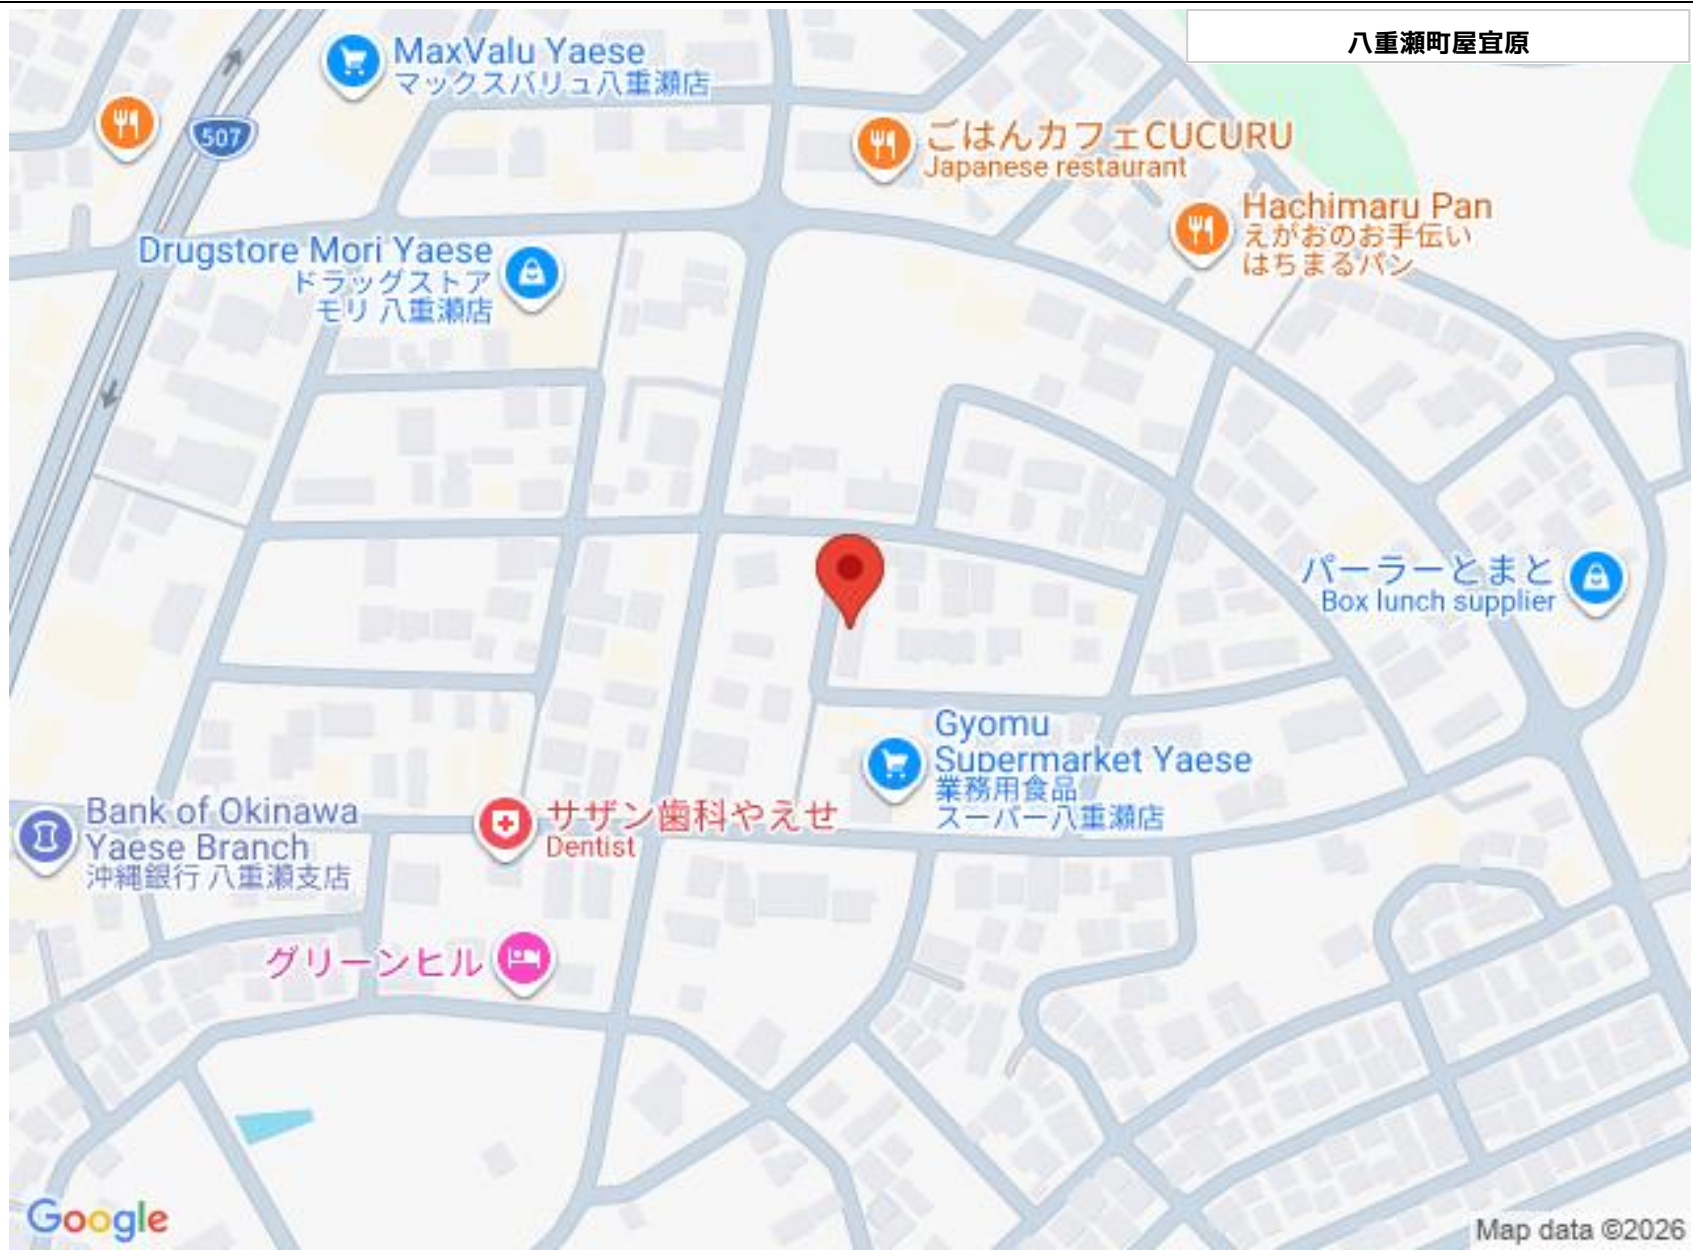 八重瀬町屋宜原
MaxValu Yaese
マックスバリュ八重瀬店
507
ごはんカフェCUCURU
Japanese restaurant
Hachimaru Pan
えがおのお手伝い
はちまるパン
Drugstore Mori Yaese
ドラッグストア
モリ 八重瀬店
パーラーとまと
Box lunch supplier
Gyomu
Supermarket Yaese
業務用食品
スーパー八重瀬店
Bank of Okinawa
Yaese Branch
沖縄銀行 八重瀬支店
サザン歯科やえせ
Dentist
グリーンヒル
Google
Map data ©2026